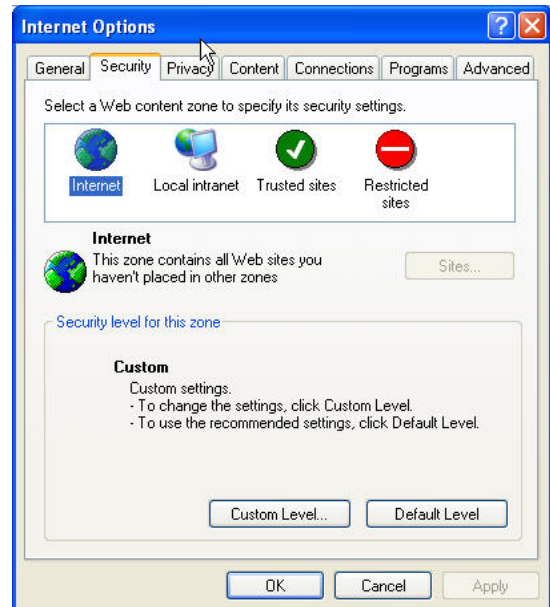 Internet Options
General Security Privacy Content Connections Programs Advanced
Select a Web content zone to specify its security settings.
Internet Local intranet Trusted sites Restricted
sites
Internet
This zone contains all Web sites you
haven't placed in other zones
Sites...
Security level for this zone
Custom
Custom settings.
- To change the settings, click Custom Level.
- To use the recommended settings, click Default Level.
Custom Level... Default Level
OK Cancel Apply